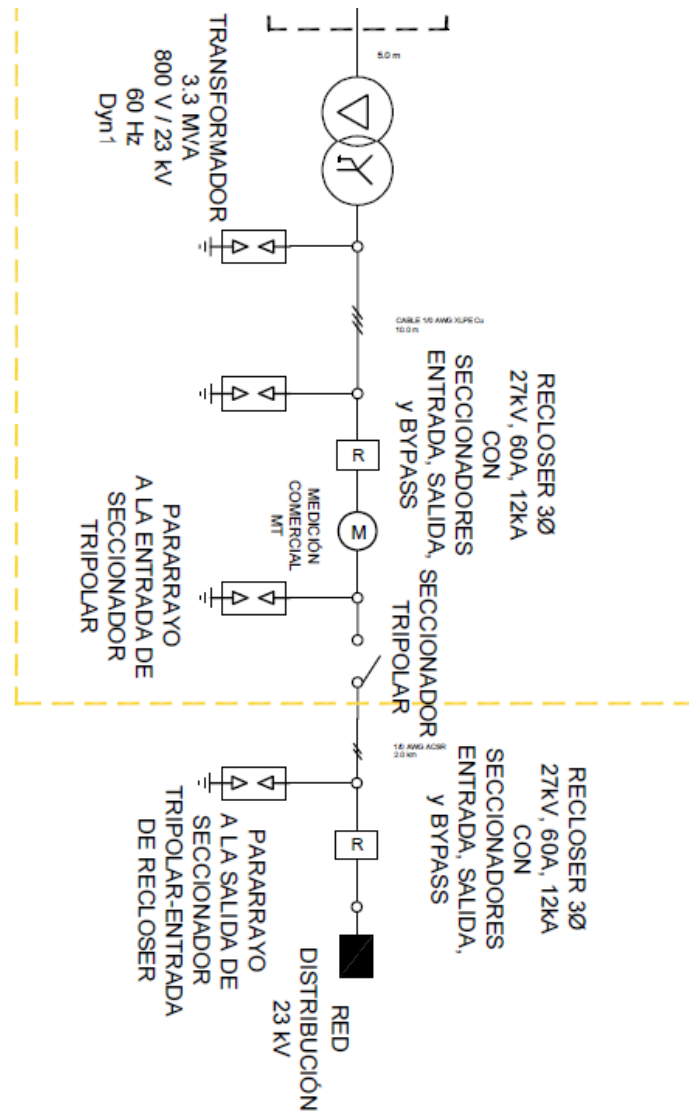 5.0 m
TRANSFORMADOR
3.3 MVA
800 V / 23 kV
60 Hz
Dyn1
CABLE 1/0 AWG XLPE Cu
10.0 m
RECLOSER 3Ø
27kV, 60A, 12kA
CON
SECCIONADORES
ENTRADA, SALIDA,
y BYPASS
R
MEDICIÓN
COMERCIAL
MT
M
PARARRAYO
A LA ENTRADA DE
SECCIONADOR
TRIPOLAR
SECCIONADOR
TRIPOLAR
1/0 AWG ACSR
2.0 km
RECLOSER 3Ø
27kV, 60A, 12kA
CON
SECCIONADORES
ENTRADA, SALIDA,
y BYPASS
PARARRAYO
A LA SALIDA DE
SECCIONADOR
TRIPOLAR-ENTRADA
DE RECLOSER
R
RED
DISTRIBUCIÓN
23 kV